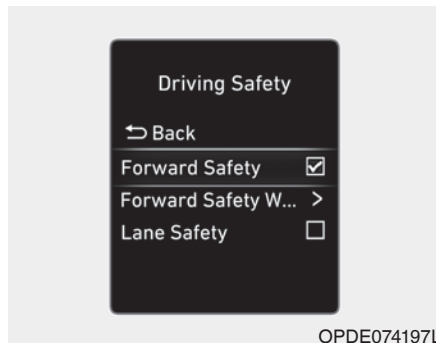 Driving Safety
Back
Forward Safety
Forward Safety W... >
Lane Safety
OPDE074197L